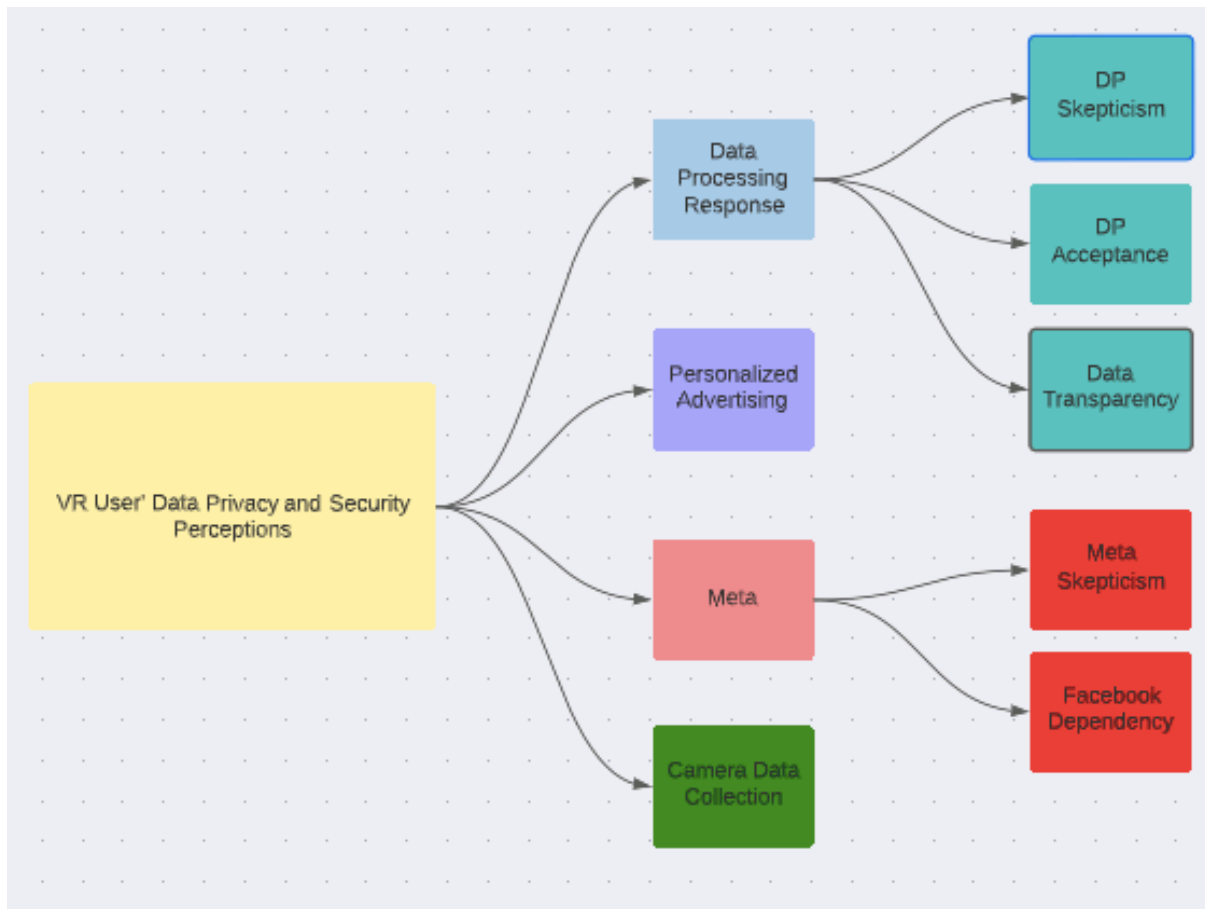 DP
Skepticism
Data
Processing
Response
DP
Acceptance
Personalized
Advertising
Data
Transparency
VR User' Data Privacy and Security
Perceptions
Meta
Meta
Skepticism
Facebook
Dependency
Camera Data
Collection